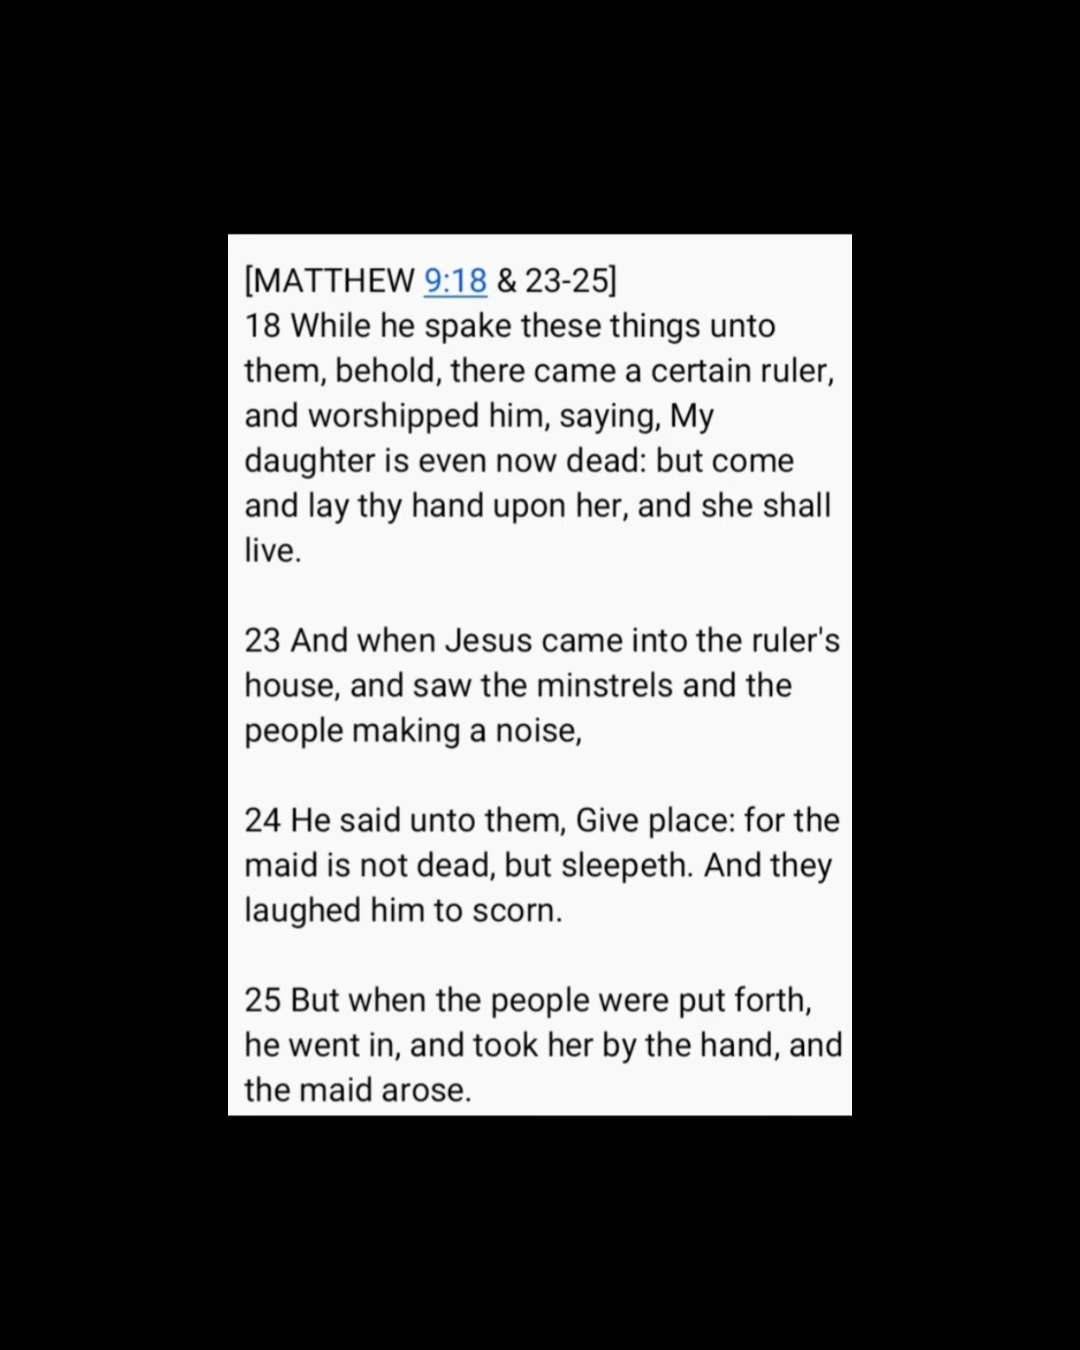 [MATTHEW 9:18 & 23-25]
18 While he spake these things unto
them, behold, there came a certain ruler,
and worshipped him, saying, My
daughter is even now dead: but come
and lay thy hand upon her, and she shall
live.
23 And when Jesus came into the ruler's
house, and saw the minstrels and the
people making a noise,
24 He said unto them, Give place: for the
maid is not dead, but sleepeth. And they
laughed him to scorn.
25 But when the people were put forth,
he went in, and took her by the hand, and
the maid arose.